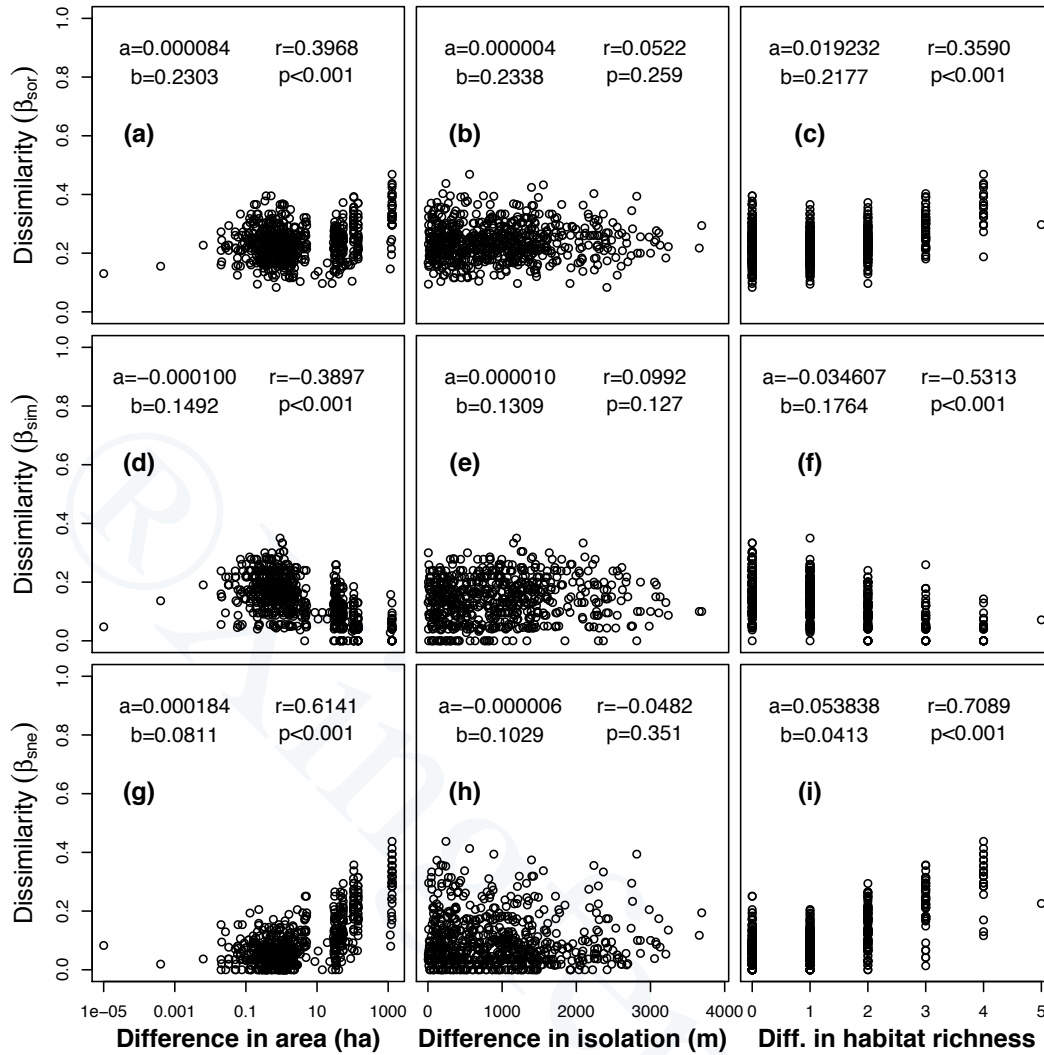 Dissimilarity (βsor)
0.0 0.2 0.4 0.6 0.8 1.0
a=0.000084 r=0.3968
b=0.2303 p<0.001
(a)
a=0.000004 r=0.0522
b=0.2338 p=0.259
(b)
a=0.019232 r=0.3590
b=0.2177 p<0.001
(c)
Dissimilarity (βsim)
0.0 0.2 0.4 0.6 0.8 1.0
a=−0.000100 r=−0.3897
b=0.1492 p<0.001
(d)
a=0.000010 r=0.0992
b=0.1309 p=0.127
(e)
a=−0.034607 r=−0.5313
b=0.1764 p<0.001
(f)
Dissimilarity (βsne)
0.0 0.2 0.4 0.6 0.8 1.0
a=0.000184 r=0.6141
b=0.0811 p<0.001
(g)
a=−0.000006 r=−0.0482
b=0.1029 p=0.351
(h)
a=0.053838 r=0.7089
b=0.0413 p<0.001
(i)
1e−05 0.001 0.1 10 1000
Difference in area (ha)
0 1000 2000 3000 4000
Difference in isolation (m)
0 1 2 3 4 5
Diff. in habitat richness